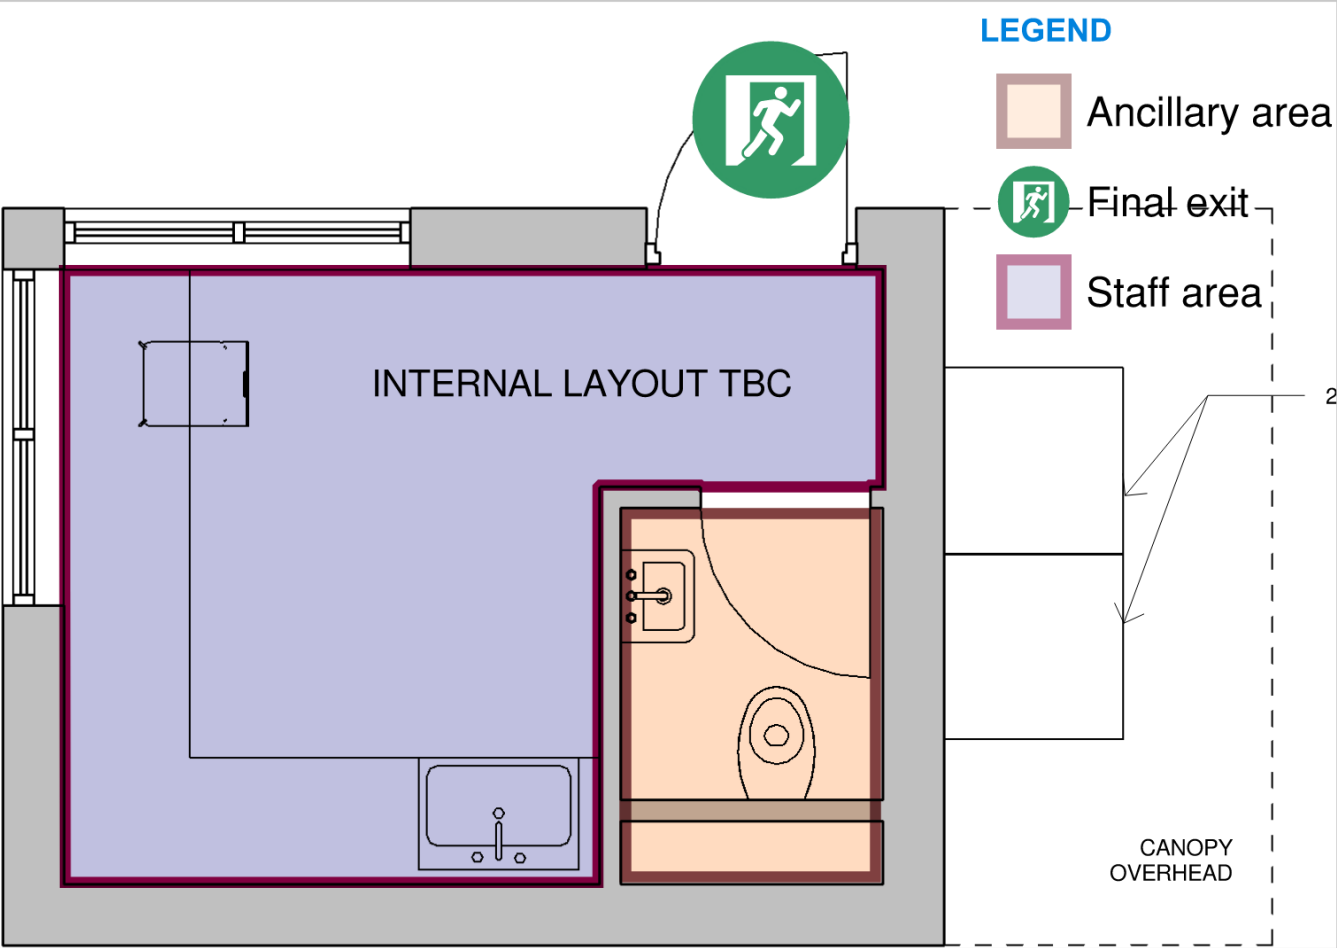 LEGEND
Ancillary area
Final exit
Staff area
INTERNAL LAYOUT TBC
2
CANOPY
OVERHEAD